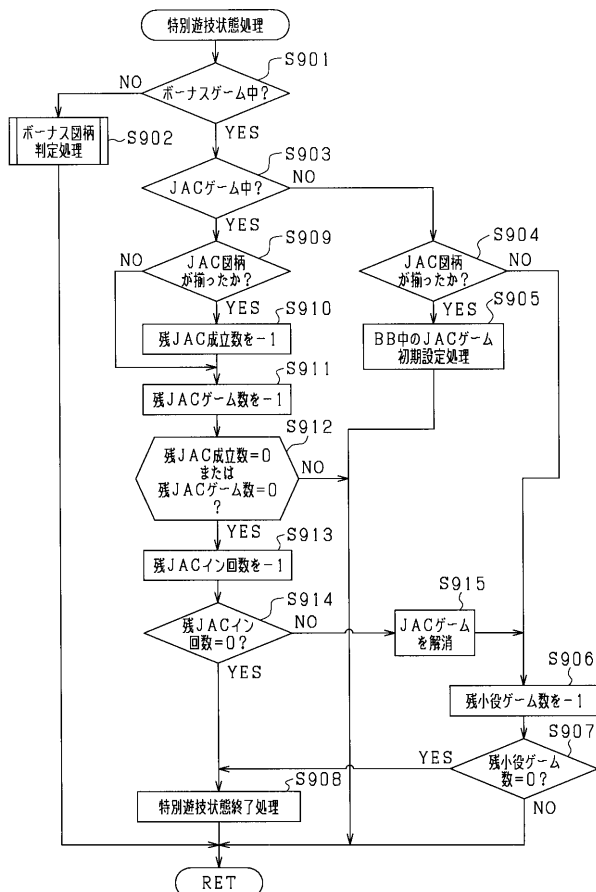 特別遊技状態処理
S901
ボーナスゲーム中?
NO
YES
ボーナス図柄
判定処理
S902
S903
JACゲーム中?
NO
YES
S909
JAC図柄
が揃ったか?
NO
YES
S904
JAC図柄
が揃ったか?
NO
YES
S910
残JAC成立数を-1
S905
BB中のJACゲーム
初期設定処理
S911
残JACゲーム数を-1
S912
残JAC成立数=0
または
残JACゲーム数=0
?
NO
YES
S913
残JACイン回数を-1
S914
残JACイン
回数=0?
NO
YES
S915
JACゲーム
を解消
S906
残小役ゲーム数を-1
S907
残小役ゲーム
数=0?
YES
NO
S908
特別遊技状態終了処理
RET